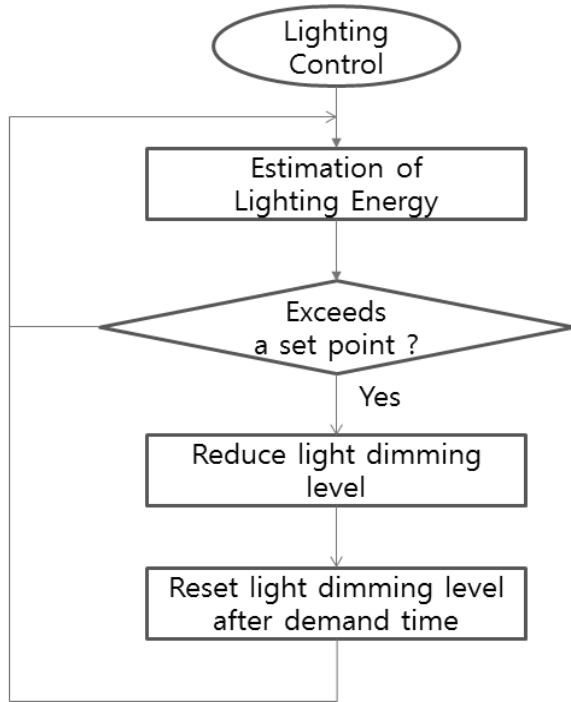 Lighting
Control
Estimation of
Lighting Energy
Exceeds
a set point ?
Yes
Reduce light dimming
level
Reset light dimming level
after demand time